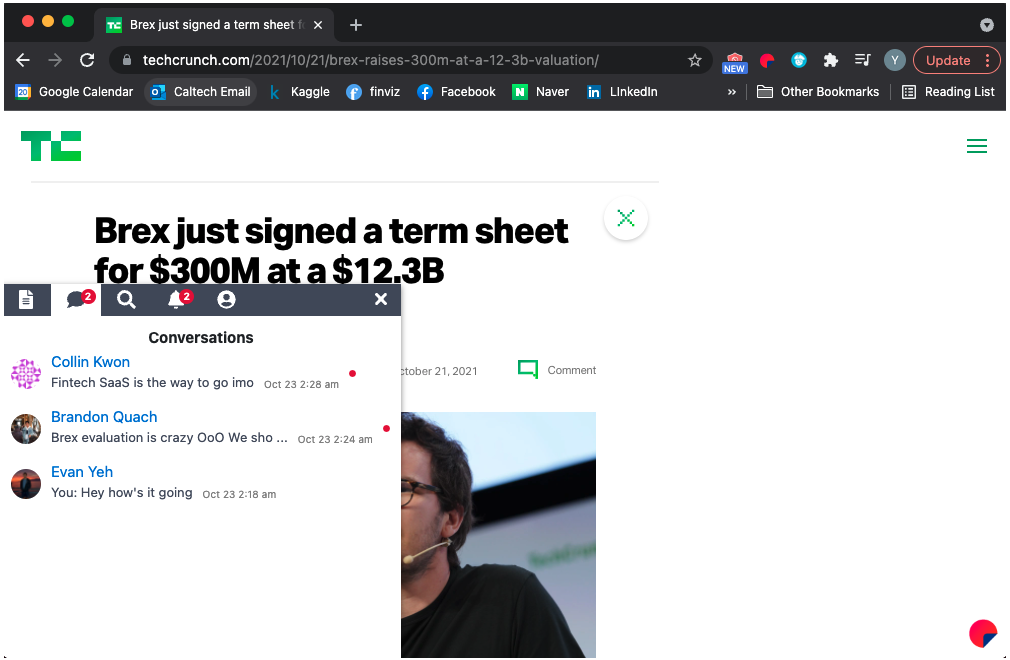 Brex just signed a term sheet f
techcrunch.com/2021/10/21/brex-raises-300m-at-a-12-3b-valuation/
NEW
Y
Update
20 Google Calendar
Caltech Email
Kaggle
finviz
Facebook
N Naver
in LInkedIn
»
Other Bookmarks
Reading List
TC
Brex just signed a term sheet
for $300M at a $12.3B
2
2
Conversations
Collin Kwon
Fintech SaaS is the way to go imo Oct 23 2:28 am
Brandon Quach
Brex evaluation is crazy OoO We sho ... Oct 23 2:24 am
Evan Yeh
You: Hey how's it going Oct 23 2:18 am
ctober 21, 2021
Comment
TechCrun